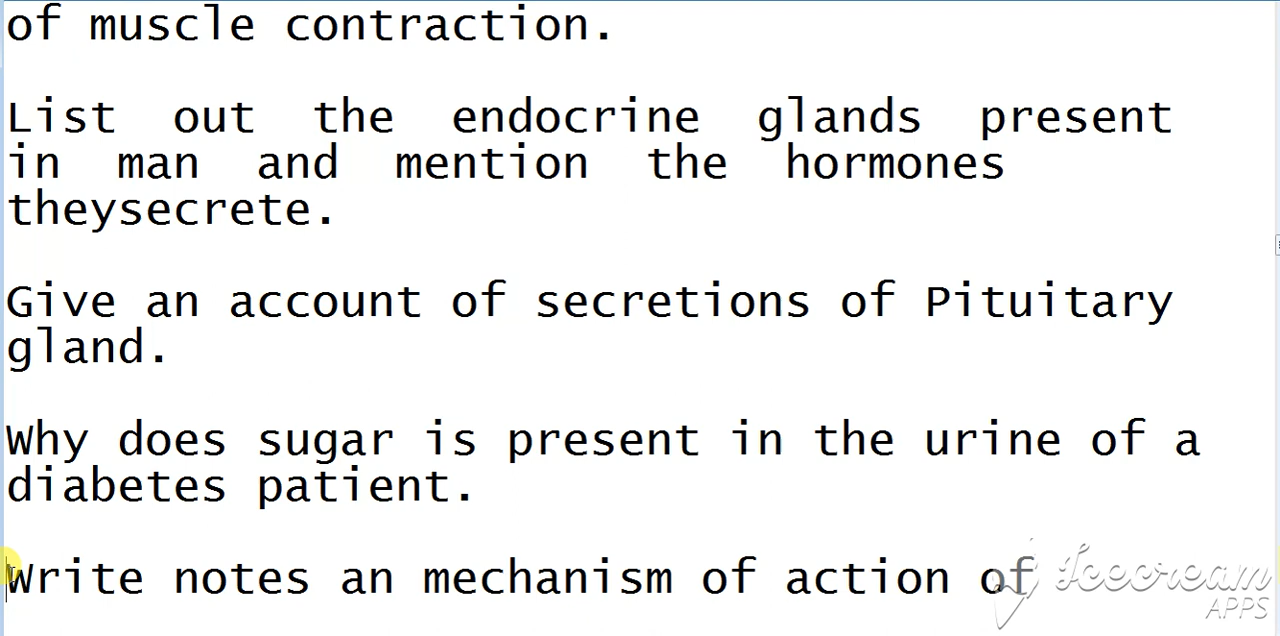 of muscle contraction.
List out the endocrine glands present
in man and mention the hormones
theysecrete.
Give an account of secretions of Pituitary
gland.
Why does sugar is present in the urine of a
diabetes patient.
Write notes an mechanism of action of
Icecream
APPS